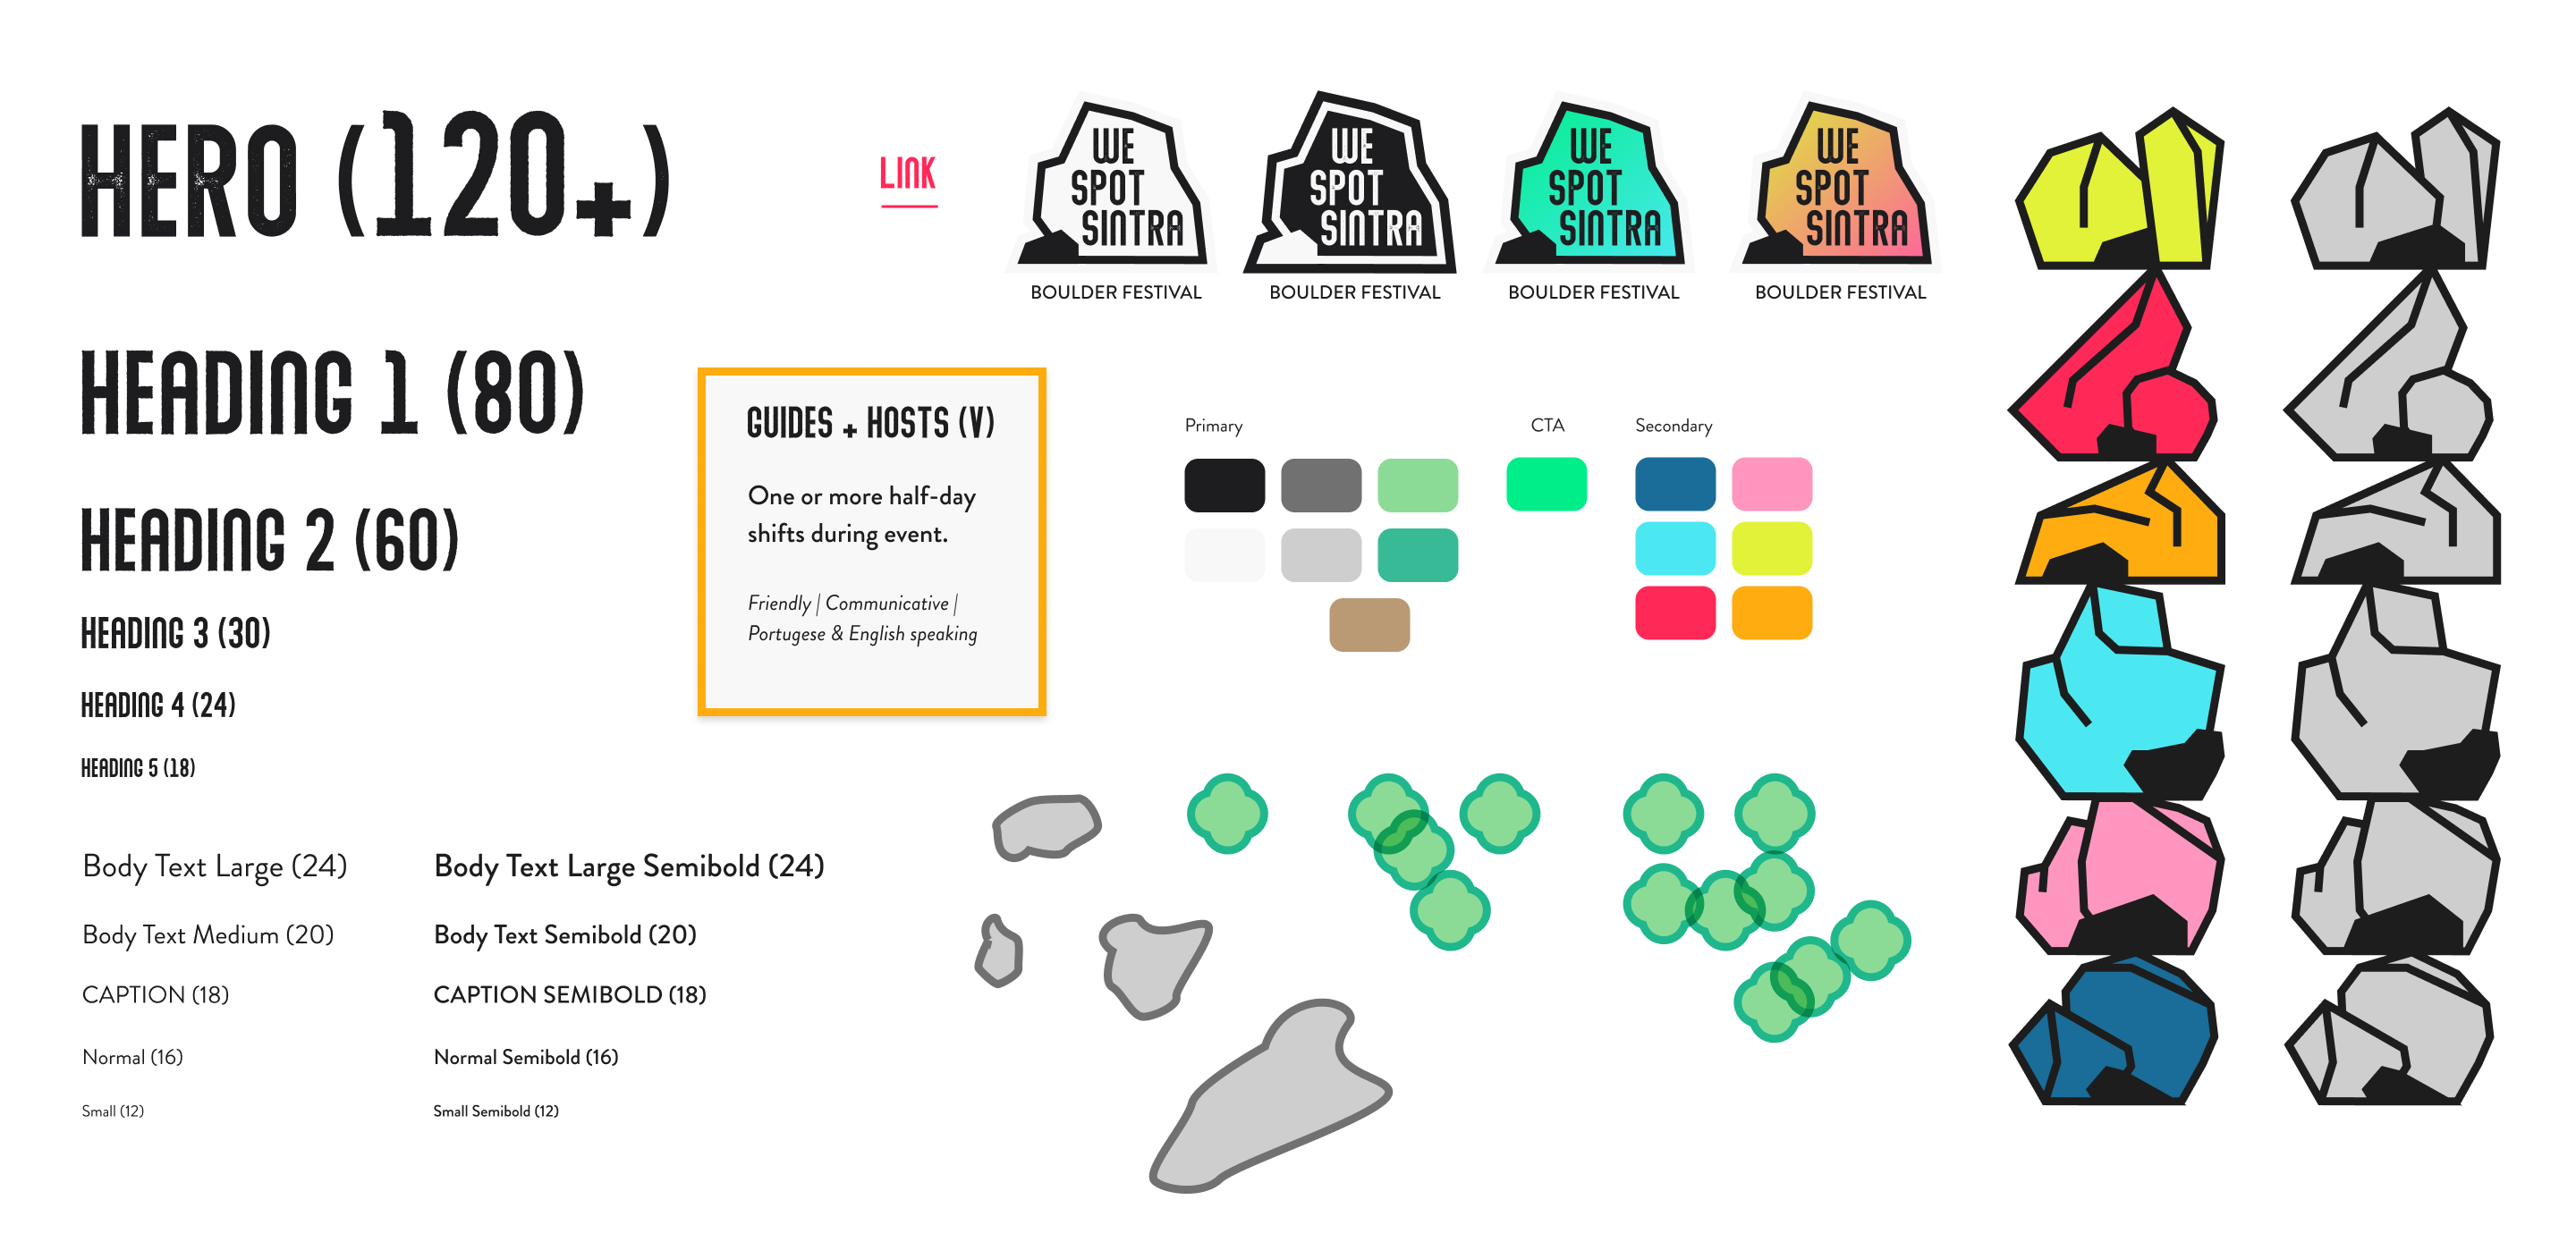 HERO (120+)
HEADING 1 (80)
HEADING 2 (60)
HEADING 3 (30)
HEADING 4 (24)
HEADING 5 (18)
Body Text Large (24)
Body Text Large Semibold (24)
Body Text Medium (20)
Body Text Semibold (20)
CAPTION (18)
CAPTION SEMIBOLD (18)
Normal (16)
Normal Semibold (16)
Small (12)
Small Semibold (12)
LINK
GUIDES + HOSTS (V)
One or more half-day
shifts during event.
Friendly | Communicative |
Portugese & English speaking
WE
SPOT
SINTRA
BOULDER FESTIVAL
WE
SPOT
SINTRA
BOULDER FESTIVAL
WE
SPOT
SINTRA
BOULDER FESTIVAL
WE
SPOT
SINTRA
BOULDER FESTIVAL
Primary
CTA
Secondary